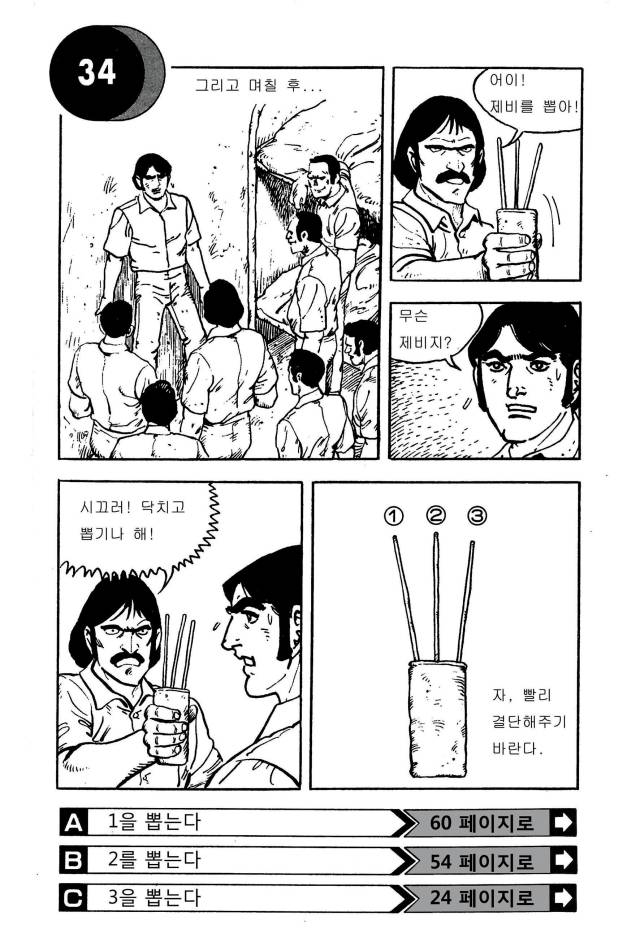 34
그리고 며칠 후...
어이!
제비를 뽑아!
무슨
제비지?
시끄러! 닥치고
뽑기나 해!
① ② ③
자, 빨리
결단해주기
바란다.
A 1을 뽑는다 60 페이지로
B 2를 뽑는다 54 페이지로
C 3을 뽑는다 24 페이지로